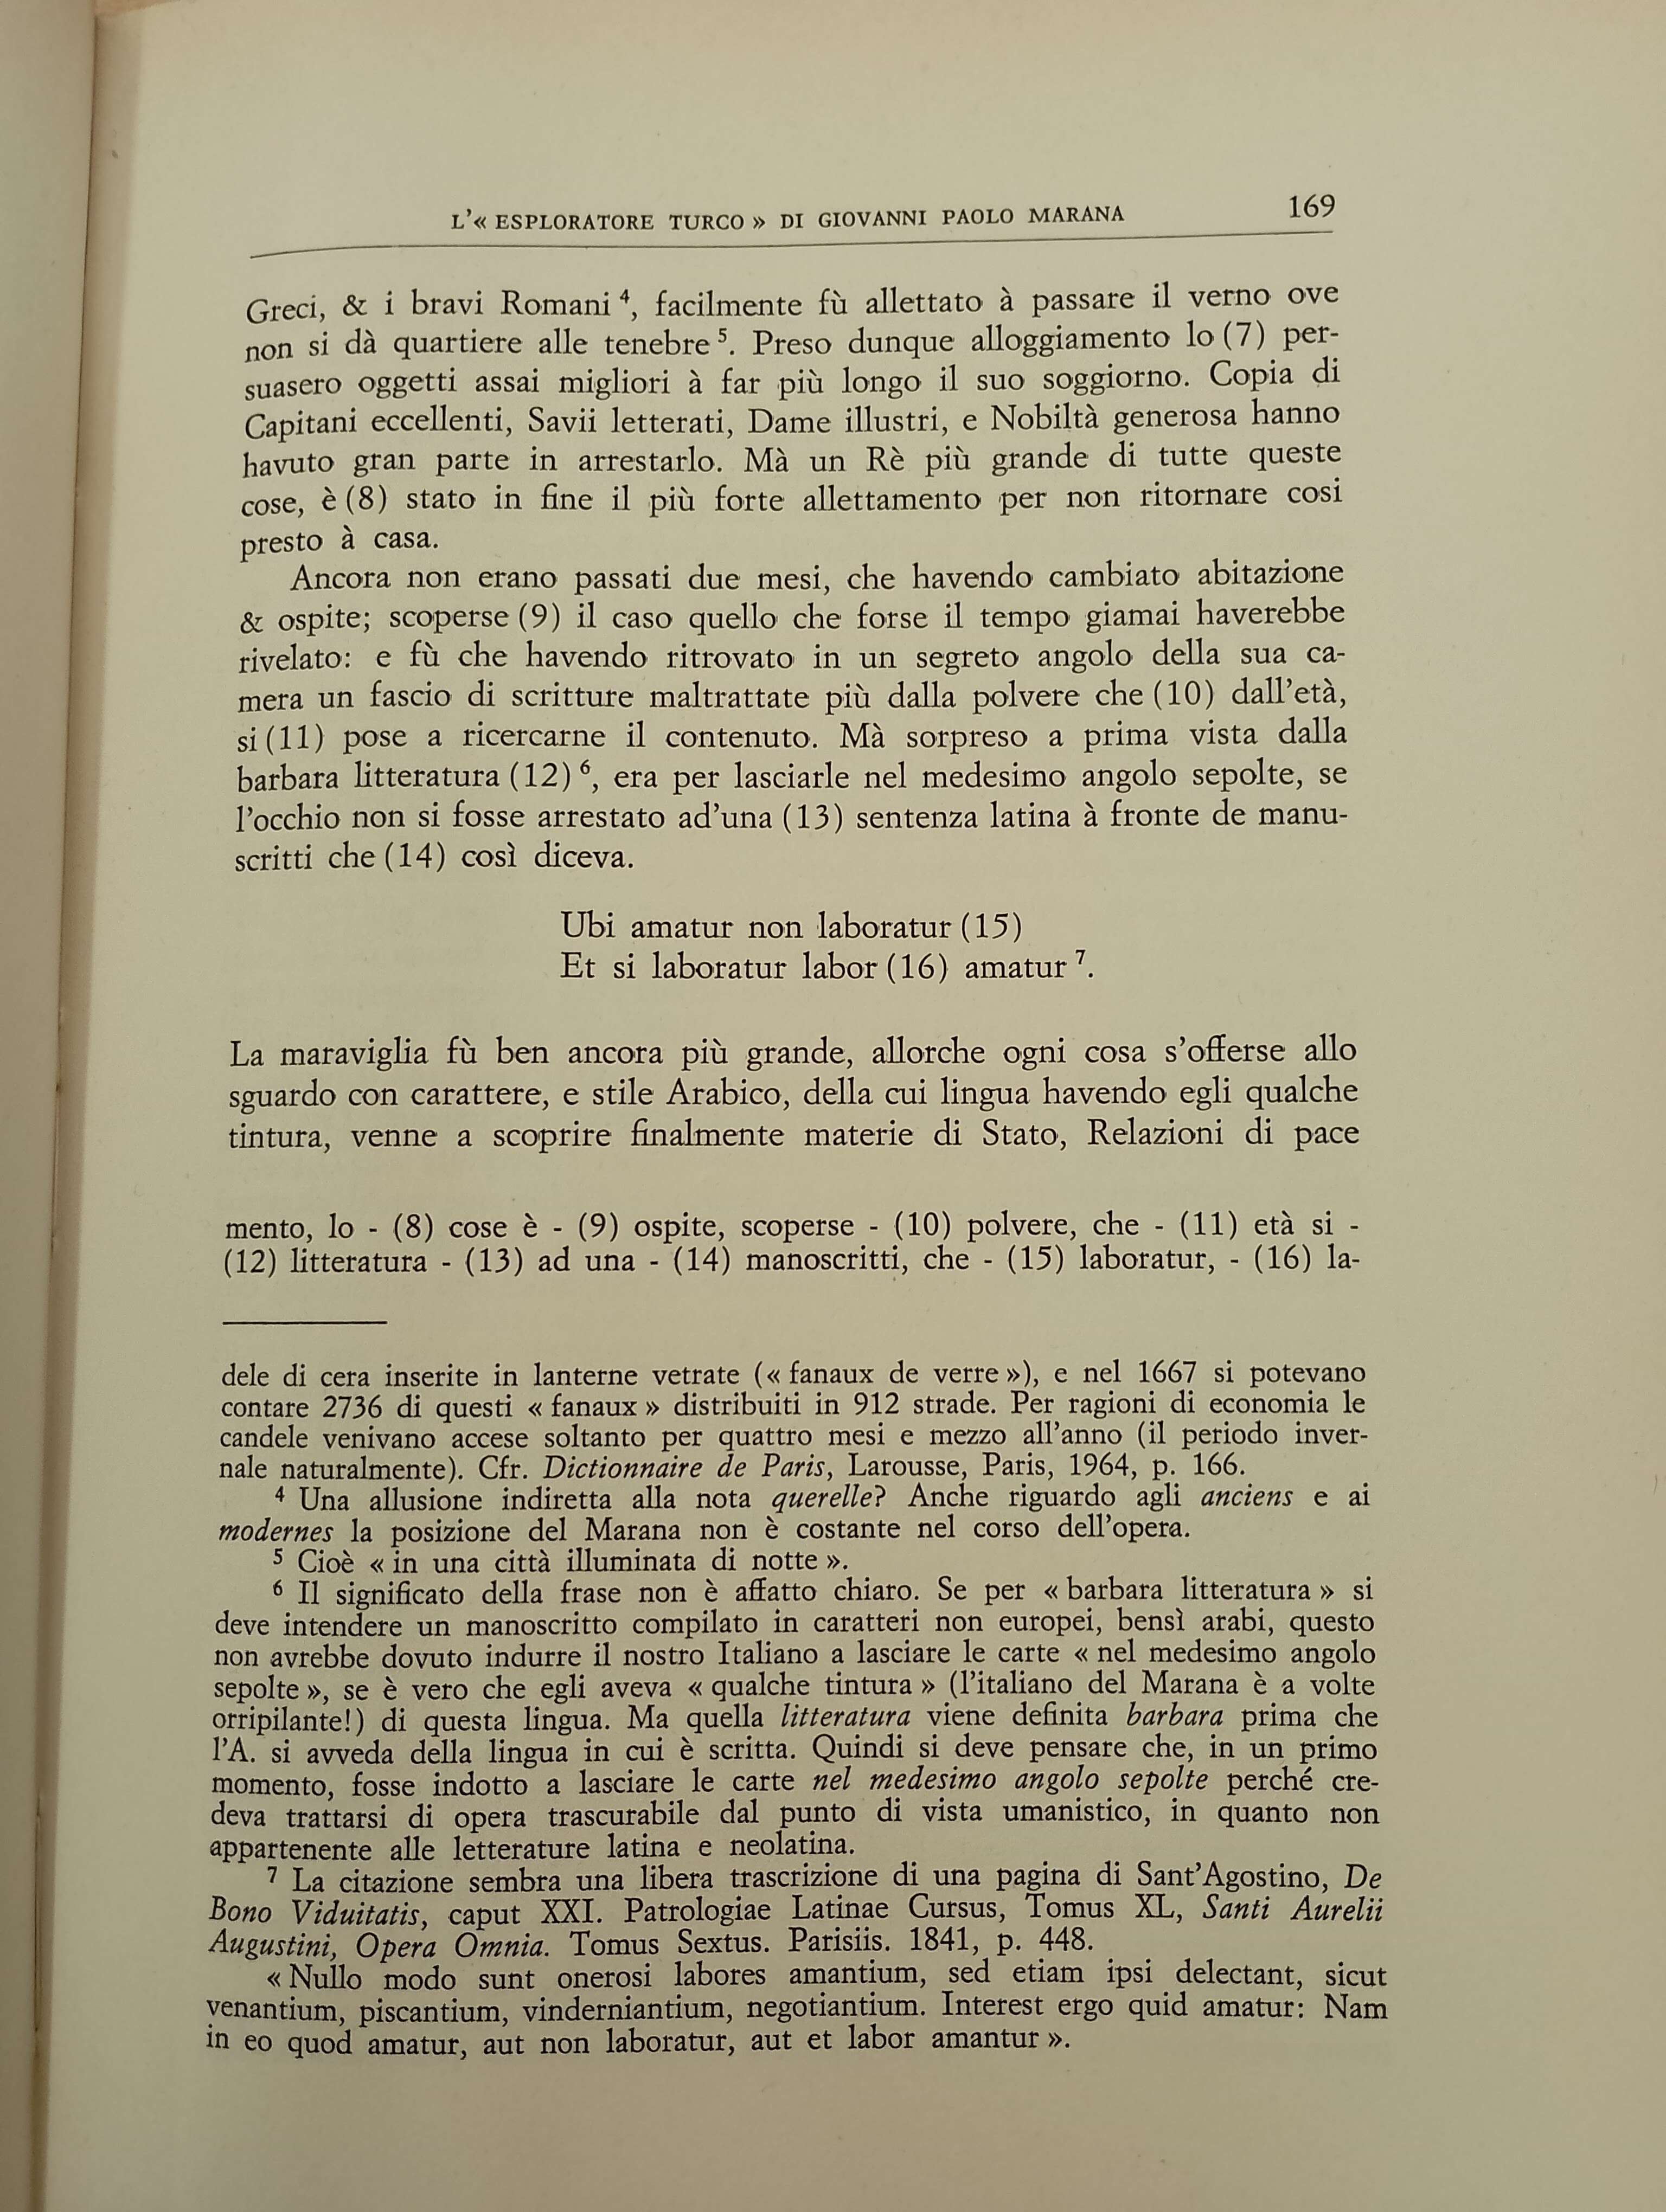 L'« ESPLORATORE TURCO » DI GIOVANNI PAOLO MARANA 169
Greci, & i bravi Romani ⁴, facilmente fù allettato à passare il verno ove
non si dà quartiere alle tenebre ⁵. Preso dunque alloggiamento lo (7) per-
suasero oggetti assai migliori à far più longo il suo soggiorno. Copia di
Capitani eccellenti, Savii letterati, Dame illustri, e Nobiltà generosa hanno
havuto gran parte in arrestarlo. Mà un Rè più grande di tutte queste
cose, è (8) stato in fine il più forte allettamento per non ritornare cosi
presto à casa.
Ancora non erano passati due mesi, che havendo cambiato abitazione
& ospite; scoperse (9) il caso quello che forse il tempo giamai haverebbe
rivelato: e fù che havendo ritrovato in un segreto angolo della sua ca-
mera un fascio di scritture maltrattate più dalla polvere che (10) dall'età,
si (11) pose a ricercarne il contenuto. Mà sorpreso a prima vista dalla
barbara litteratura (12) ⁶, era per lasciarle nel medesimo angolo sepolte, se
l'occhio non si fosse arrestato ad'una (13) sentenza latina à fronte de manu-
scritti che (14) così diceva.
Ubi amatur non laboratur (15)
Et si laboratur labor (16) amatur ⁷.
La maraviglia fù ben ancora più grande, allorche ogni cosa s'offerse allo
sguardo con carattere, e stile Arabico, della cui lingua havendo egli qualche
tintura, venne a scoprire finalmente materie di Stato, Relazioni di pace
mento, lo - (8) cose è - (9) ospite, scoperse - (10) polvere, che - (11) età si -
(12) litteratura - (13) ad una - (14) manoscritti, che - (15) laboratur, - (16) la-
dele di cera inserite in lanterne vetrate (« fanaux de verre »), e nel 1667 si potevano
contare 2736 di questi « fanaux » distribuiti in 912 strade. Per ragioni di economia le
candele venivano accese soltanto per quattro mesi e mezzo all'anno (il periodo inver-
nale naturalmente). Cfr. Dictionnaire de Paris, Larousse, Paris, 1964, p. 166.
⁴ Una allusione indiretta alla nota querelle? Anche riguardo agli anciens e ai
modernes la posizione del Marana non è costante nel corso dell'opera.
⁵ Cioè « in una città illuminata di notte ».
⁶ Il significato della frase non è affatto chiaro. Se per « barbara litteratura » si
deve intendere un manoscritto compilato in caratteri non europei, bensì arabi, questo
non avrebbe dovuto indurre il nostro Italiano a lasciare le carte « nel medesimo angolo
sepolte », se è vero che egli aveva « qualche tintura » (l'italiano del Marana è a volte
orripilante!) di questa lingua. Ma quella litteratura viene definita barbara prima che
l'A. si avveda della lingua in cui è scritta. Quindi si deve pensare che, in un primo
momento, fosse indotto a lasciare le carte nel medesimo angolo sepolte perché cre-
deva trattarsi di opera trascurabile dal punto di vista umanistico, in quanto non
appartenente alle letterature latina e neolatina.
⁷ La citazione sembra una libera trascrizione di una pagina di Sant'Agostino, De
Bono Viduitatis, caput XXI. Patrologiae Latinae Cursus, Tomus XL, Santi Aurelii
Augustini, Opera Omnia. Tomus Sextus. Parisiis. 1841, p. 448.
« Nullo modo sunt onerosi labores amantium, sed etiam ipsi delectant, sicut
venantium, piscantium, vinderniantium, negotiantium. Interest ergo quid amatur: Nam
in eo quod amatur, aut non laboratur, aut et labor amantur ».